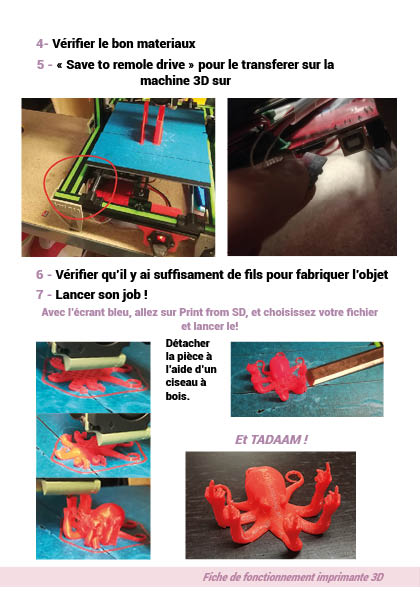 4- Vérifier le bon materiaux
5 - « Save to remole drive » pour le transferer sur la
machine 3D sur
6 - Vérifier qu'il y ai suffisament de fils pour fabriquer l'objet
7 - Lancer son job !
Avec l'écrant bleu, allez sur Print from SD, et choisissez votre fichier
et lancer le!
Détacher
la pièce à
l'aide d'un
ciseau à
bois.
Et TADAAM !
Fiche de fonctionnement imprimante 3D